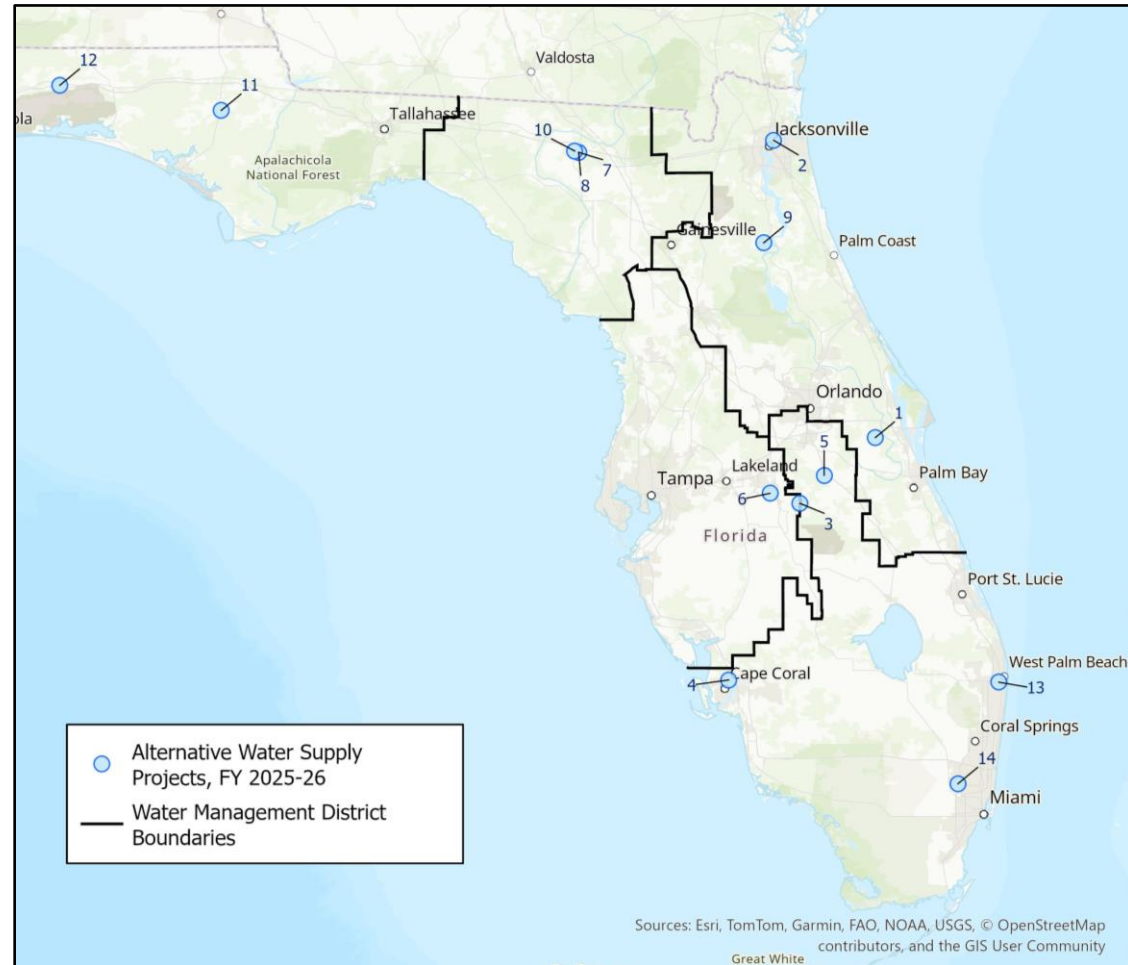 Valdosta
12
11
Tallahassee
Jacksonville
ola
10
7
2
8
Apalachicola
National Forest
9
Gainesville
Palm Coast
Orlando
1
5
Lakeland
Palm Bay
Tampa
6
3
Florida
Port St. Lucie
West Palm Beach
4
Cape Coral
13
Coral Springs
14
Miami
Alternative Water Supply
Projects, FY 2025-26
Water Management District
Boundaries
Sources: Esri, TomTom, Garmin, FAO, NOAA, USGS, © OpenStreetMap
contributors, and the GIS User Community
Great White